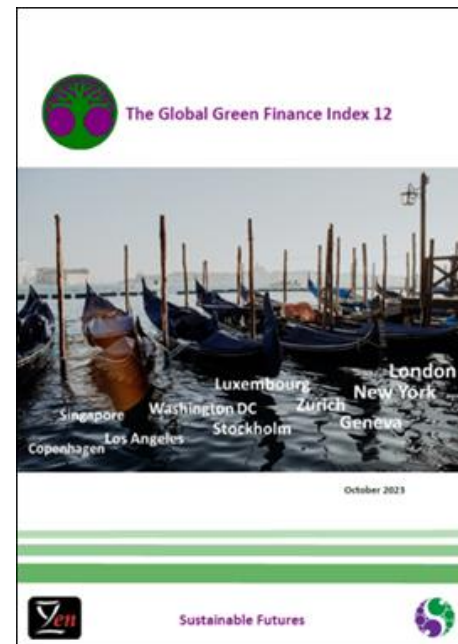 The Global Green Finance Index 12
London
Luxembourg
New York
Singapore
Washington DC
Zurich
Stockholm
Geneva
Los Angeles
Copenhagen
October 2023
Yen
Sustainable Futures